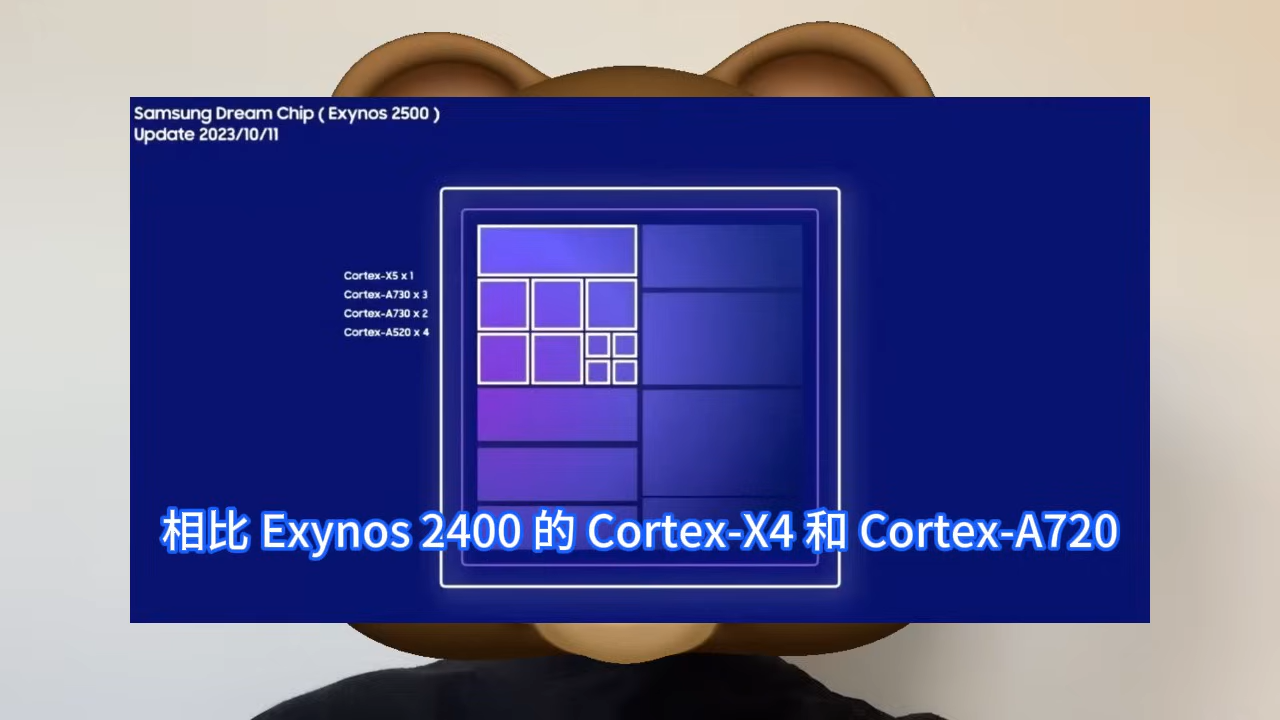 Samsung Dream Chip ( Exynos 2500 )
Update 2023/10/11
Cortex-X5 x 1
Cortex-A730 x 3
Cortex-A730 x 2
Cortex-A520 x 4
相比 Exynos 2400 的 Cortex-X4 和 Cortex-A720